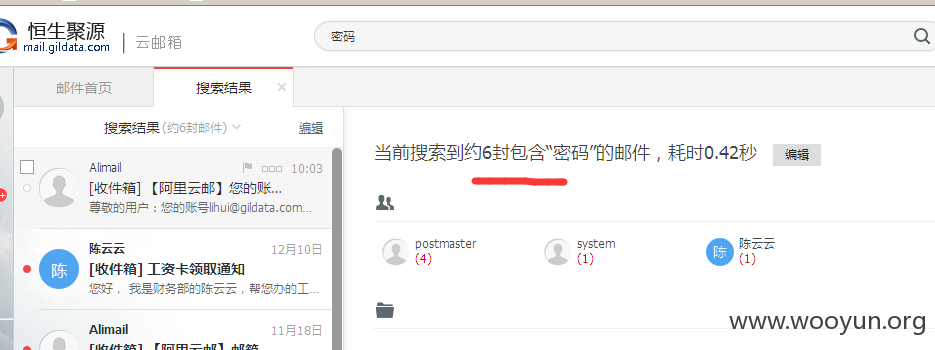 恒生聚源
mail.gildata.com
云邮箱
密码
邮件首页
搜索结果
搜索结果 (约6封邮件)
编辑
Alimail
10:03
[收件箱] 【阿里云邮】您的账...
尊敬的用户：您的账号lihui@gildata.com...
陈
陈云云
12月10日
[收件箱] 工资卡领取通知
您好， 我是财务部的陈云云，帮您办的工...
Alimail
11月18日
[收件箱] 【阿里云邮】邮箱
当前搜索到约6封包含“密码”的邮件，耗时0.42秒
编辑
postmaster
(4)
system
(1)
陈
陈云云
(1)
www.wooyun.org